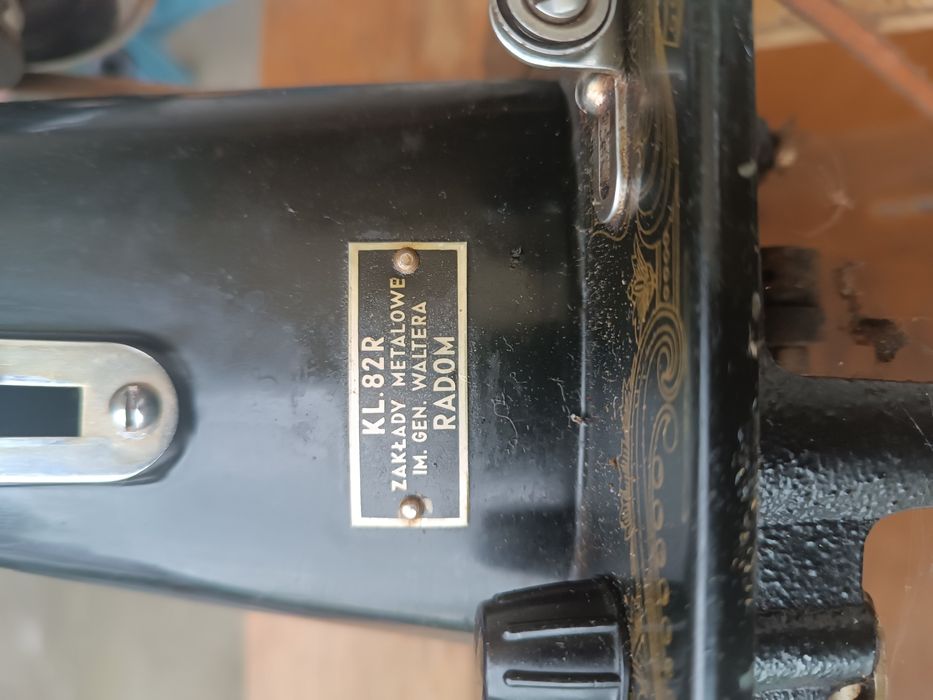 KL.82R
ZAKŁADY METALOWE
IM. GEN. WALTERA
RADOM